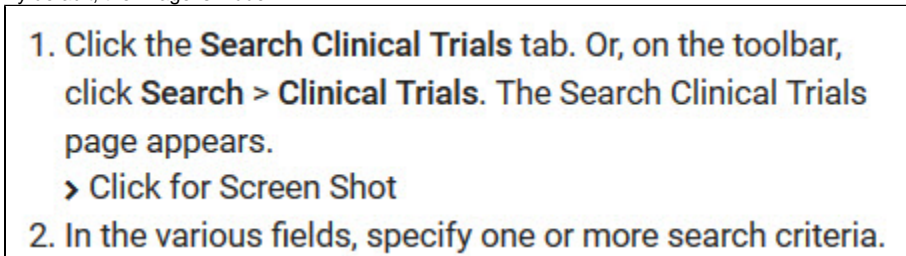 1. Click the Search Clinical Trials tab. Or, on the toolbar,
click Search > Clinical Trials. The Search Clinical Trials
page appears.
> Click for Screen Shot
2. In the various fields, specify one or more search criteria.